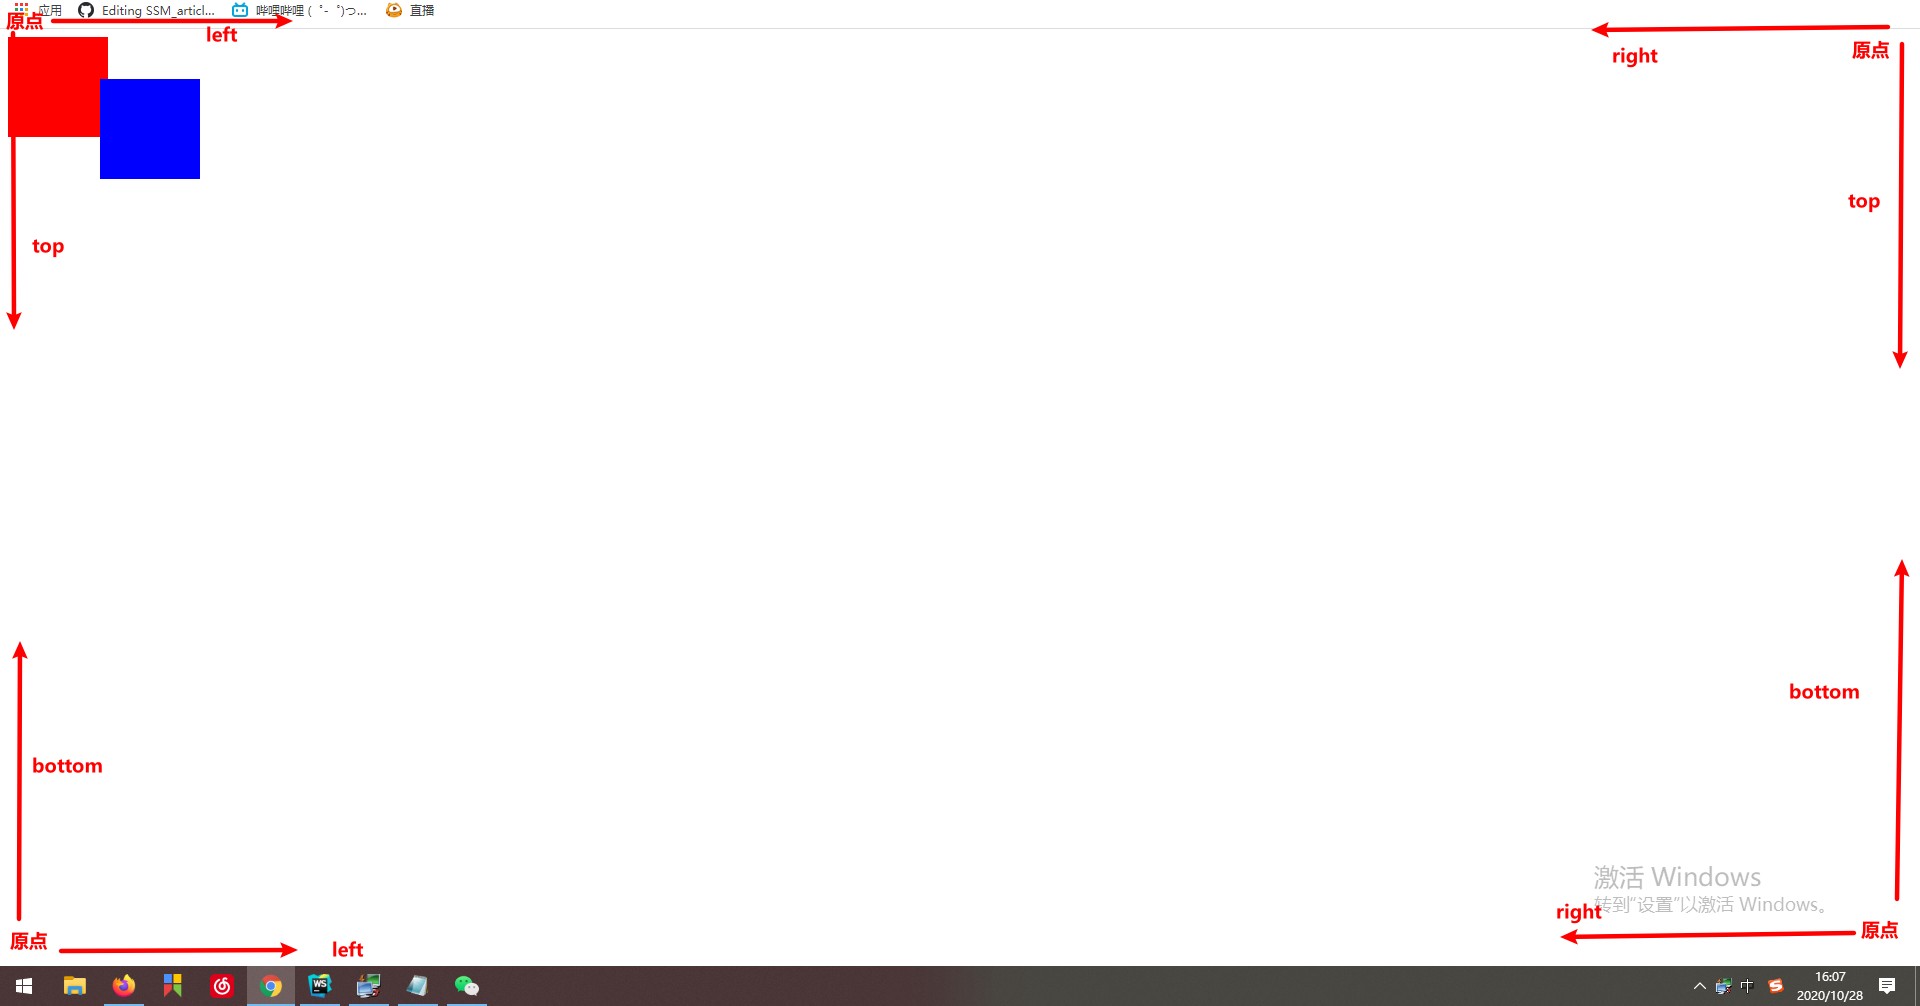 应用
Editing SSM_articl...
哔哩哔哩 ( ゜- ゜)つ...
直播
原点
left
right
原点
top
top
bottom
bottom
激活 Windows
转到“设置”以激活 Windows。
right
原点
原点
left
WS
中
16:07
2020/10/28